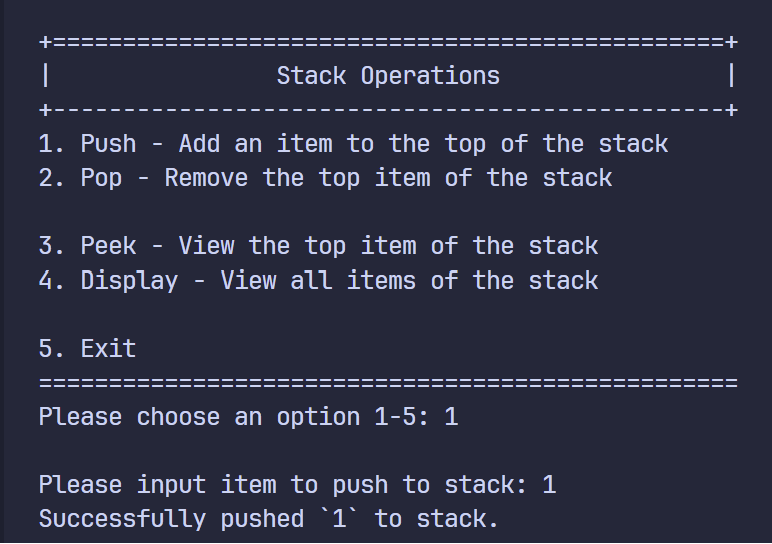 +================================================+
|                Stack Operations                |
+------------------------------------------------+
1. Push - Add an item to the top of the stack
2. Pop - Remove the top item of the stack

3. Peek - View the top item of the stack
4. Display - View all items of the stack

5. Exit
==================================================
Please choose an option 1-5: 1

Please input item to push to stack: 1
Successfully pushed `1` to stack.